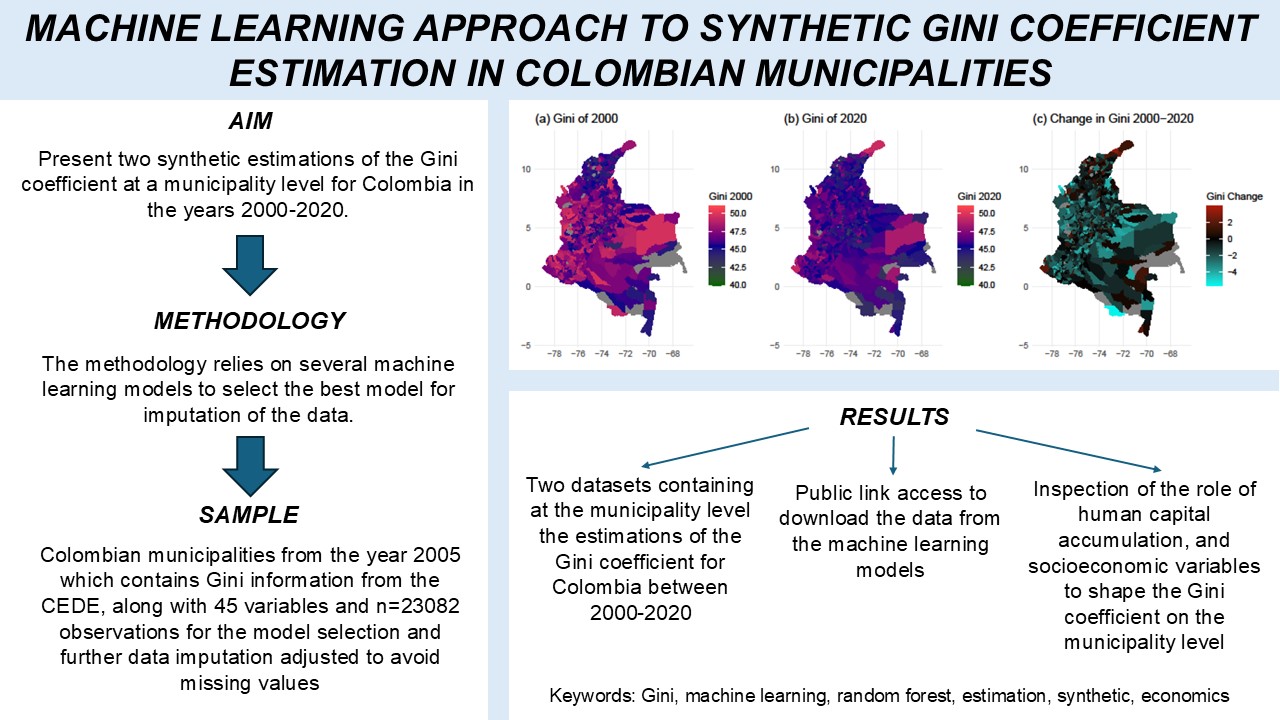 MACHINE LEARNING APPROACH TO SYNTHETIC GINI COEFFICIENT
ESTIMATION IN COLOMBIAN MUNICIPALITIES
AIM
Present two synthetic estimations of the Gini
coefficient at a municipality level for Colombia in
the years 2000-2020.
METHODOLOGY
The methodology relies on several machine
learning models to select the best model for
imputation of the data.
SAMPLE
Colombian municipalities from the year 2005
which contains Gini information from the
CEDE, along with 45 variables and n=23082
observations for the model selection and
further data imputation adjusted to avoid
missing values
(a) Gini of 2000
10
5
0
−5
−78 −76 −74 −72 −70 −68
Gini 2000
50.0
47.5
45.0
42.5
40.0
(b) Gini of 2020
10
5
0
−5
−78 −76 −74 −72 −70 −68
Gini 2020
50.0
47.5
45.0
42.5
40.0
(c) Change in Gini 2000−2020
10
5
0
−5
−78 −76 −74 −72 −70 −68
Gini Change
2
0
−2
−4
RESULTS
Two datasets containing
at the municipality level
the estimations of the
Gini coefficient for
Colombia between
2000-2020
Public link access to
download the data from
the machine learning
models
Inspection of the role of
human capital
accumulation, and
socioeconomic variables
to shape the Gini
coefficient on the
municipality level
Keywords: Gini, machine learning, random forest, estimation, synthetic, economics